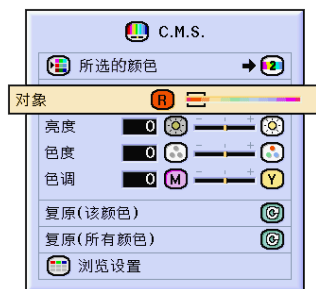 C.M.S.
所选的颜色 2
对象 R
亮度 0 - +
色度 0 - +
色调 M 0 - + Y
复原(该颜色)
复原(所有颜色)
浏览设置